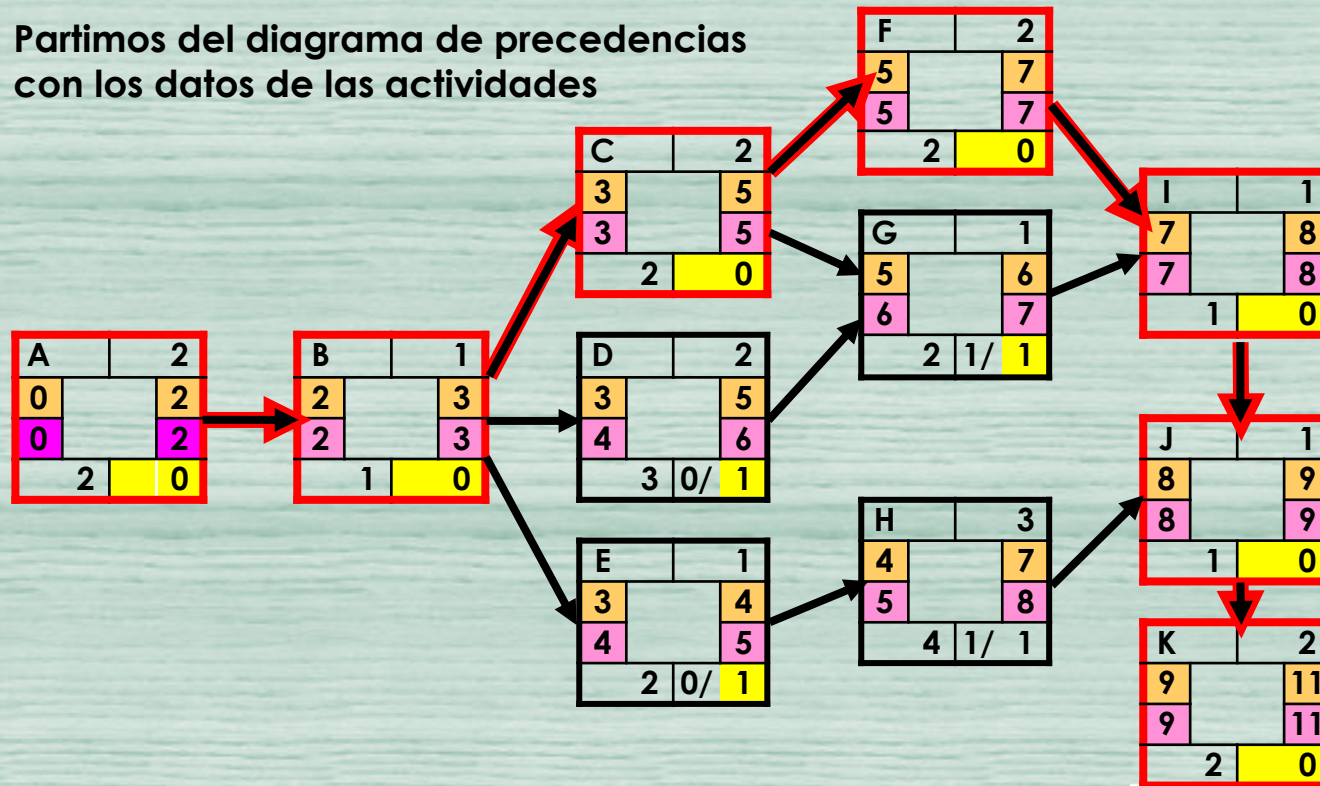 Partimos del diagrama de precedencias
con los datos de las actividades
F 2
5 7
5 7
2 0
C 2
3 5
3 5
2 0
I 1
7 8
7 8
1 0
G 1
5 6
6 7
2 1/ 1
A 2
0 2
0 2
2 0
B 1
2 3
2 3
1 0
D 2
3 5
4 6
3 0/ 1
J 1
8 9
8 9
1 0
H 3
4 7
5 8
4 1/ 1
E 1
3 4
4 5
2 0/ 1
K 2
9 11
9 11
2 0